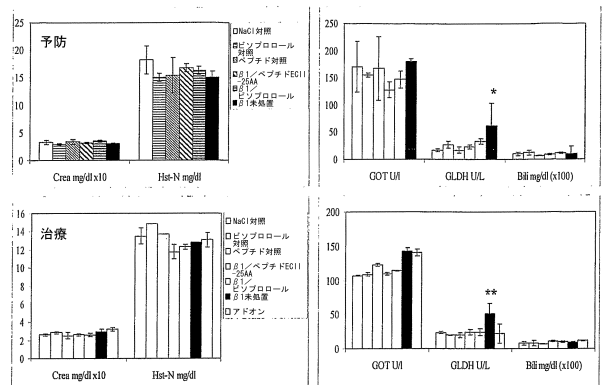 予防
25
20
15
10
5
0
Crea mg/dl x10
Hst-N mg/dl
NaCl対照
ビソプロロール
対照
ペプチド対照
β1/ペプチドECII
-25AA
β1/
ビソプロロール
β1未処置
250
200
150
100
50
0
*
GOT U/l
GLDH U/L
Bili mg/dl (x100)
治療
16
14
12
10
8
6
4
2
0
Crea mg/dl x10
Hst-N mg/dl
NaCl対照
ビソプロロール
対照
ペプチド対照
β1/ペプチドECII
-25AA
β1/
ビソプロロール
β1未処置
アドオン
200
150
100
50
0
**
GOT U/l
GLDH U/L
Bili mg/dl (x100)